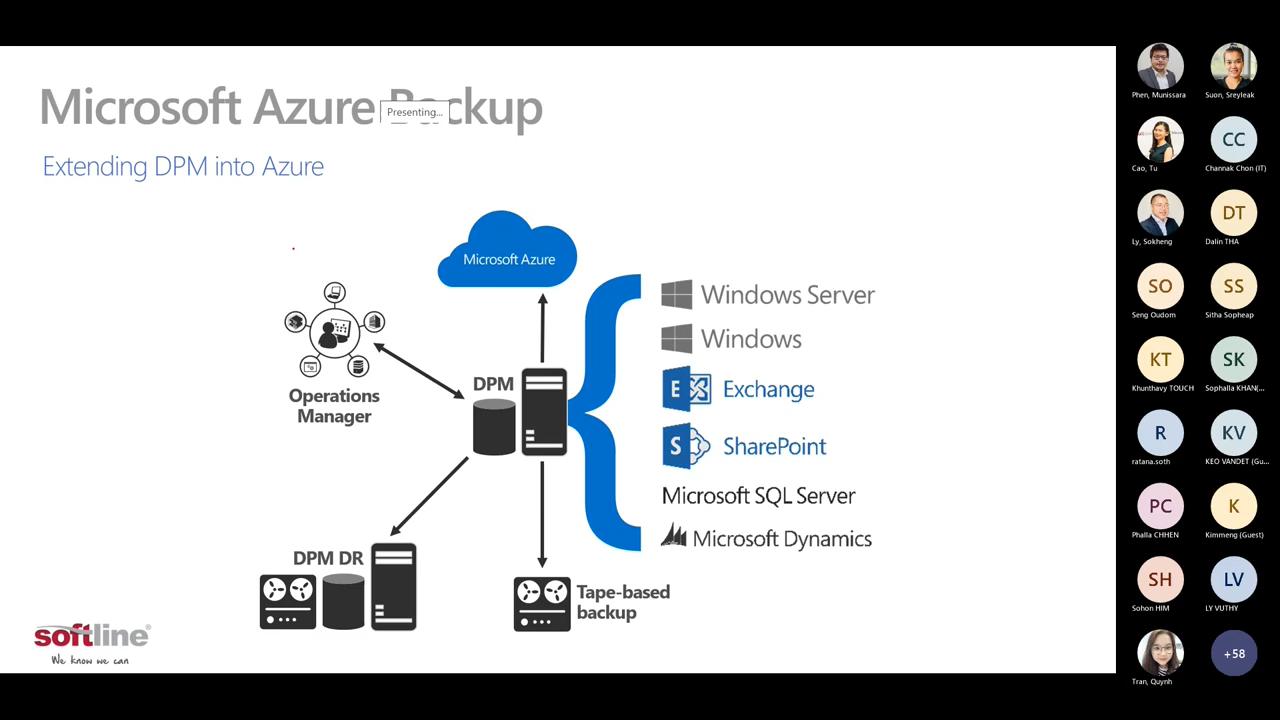 Microsoft Azure Backup
Presenting...
Extending DPM into Azure
Microsoft Azure
Operations
Manager
DPM
Windows Server
Windows
E
Exchange
S
SharePoint
Microsoft SQL Server
Microsoft Dynamics
DPM DR
Tape-based
backup
softline®
We know we can
Phen, Munissara
Suon, Sreyleak
Cao, Tu
CC
Channak Chon (IT)
Ly, Sokheng
DT
Dalin THA
SO
Seng Oudom
SS
Sitha Sopheap
KT
Khunthavy TOUCH
SK
Sophalla KHAN(...
R
ratana.soth
KV
KEO VANDET (Gu...
PC
Phalla CHHEN
K
Kimmeng (Guest)
SH
Sohon HIM
LV
LY VUTHY
Tran, Quynh
+58